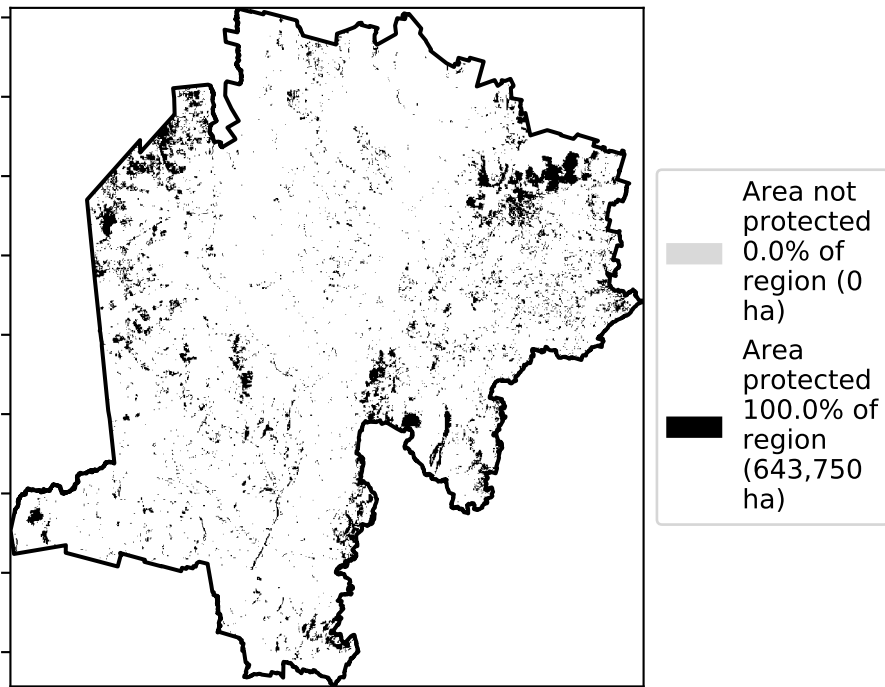 Area not
protected
0.0% of
region (0
ha)
Area
protected
100.0% of
region
(643,750
ha)